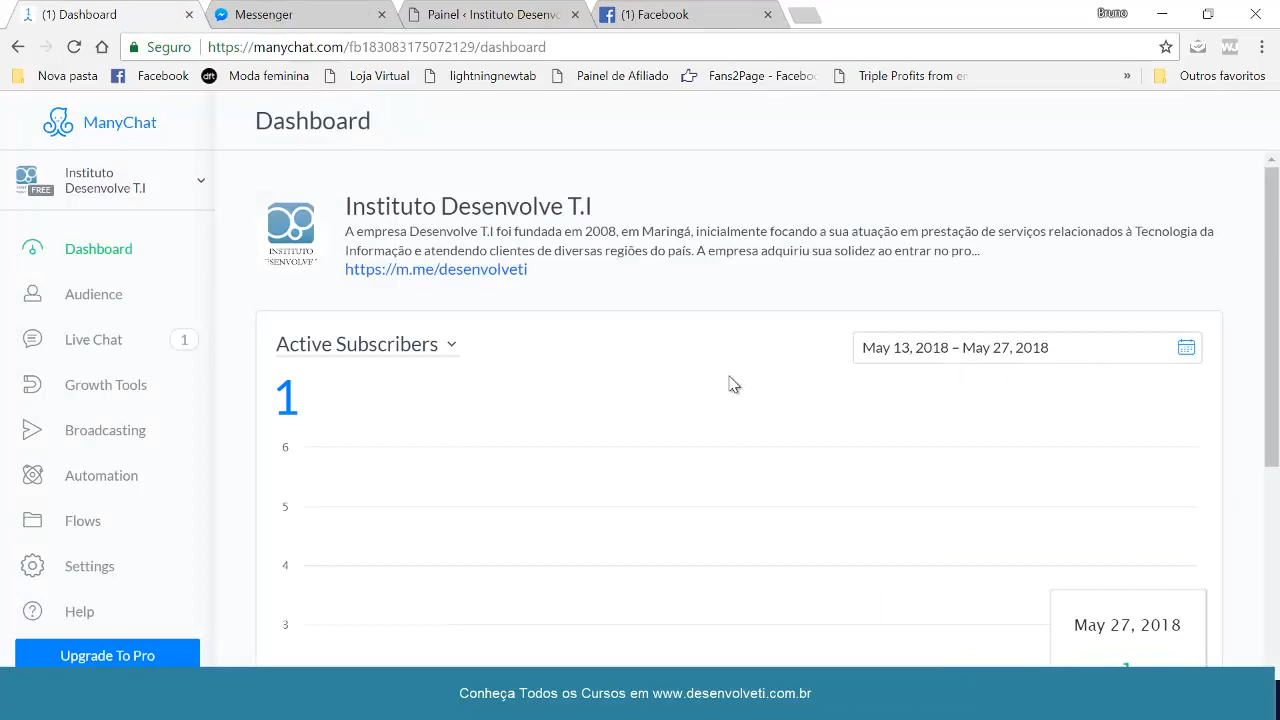 (1) Dashboard
Messenger
Painel ‹ Instituto Desenvo
(1) Facebook
Bruno
Seguro
https://manychat.com/fb183083175072129/dashboard
Nova pasta
Facebook
dft
Moda feminina
Loja Virtual
lightningnewtab
Painel de Afiliado
Fans2Page - Facebo
Triple Profits from er
»
Outros favoritos
ManyChat
Dashboard
Instituto
Desenvolve T.I
FREE
Dashboard
Audience
Live Chat
1
Growth Tools
Broadcasting
Automation
Flows
Settings
Help
Upgrade To Pro
Instituto Desenvolve T.I
INSTITUTO
A empresa Desenvolve T.I foi fundada em 2008, em Maringá, inicialmente focando a sua atuação em prestação de serviços relacionados à Tecnologia da
Informação e atendendo clientes de diversas regiões do país. A empresa adquiriu sua solidez ao entrar no pro...
https://m.me/desenvolveti
Active Subscribers
May 13, 2018 – May 27, 2018
1
6
5
4
3
May 27, 2018
Conheça Todos os Cursos em www.desenvolveti.com.br